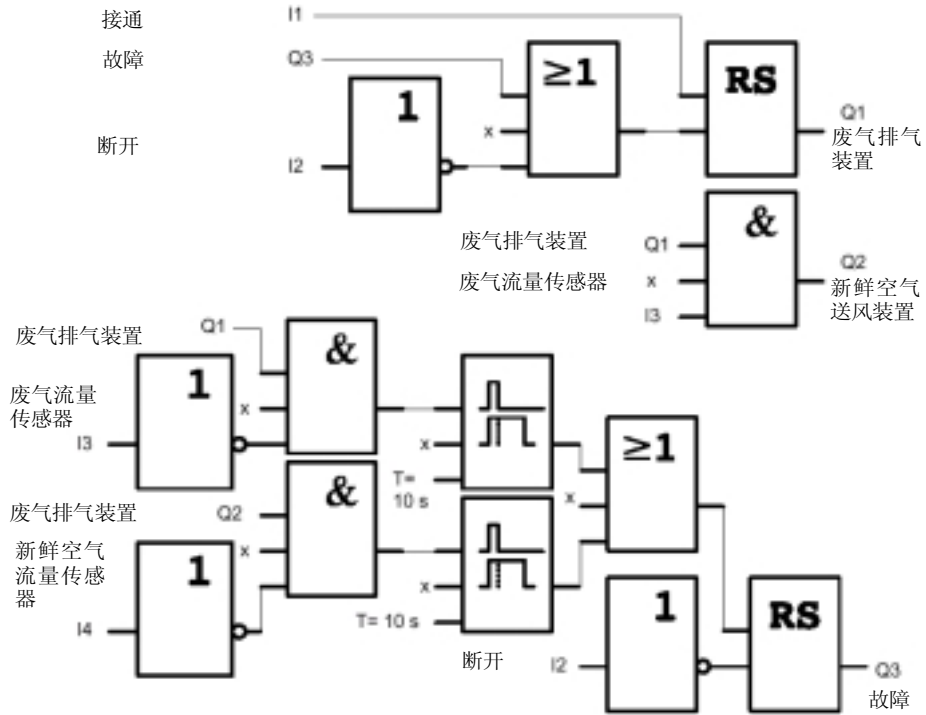 接通
I1
故障
Q3
≥1
RS
1
x
Q1
断开
废气排气
装置
I2
&
废气排气装置
Q1
Q2
废气流量传感器
x
新鲜空气
送风装置
I3
废气排气装置
Q1
&
1
废气流量
传感器
x
I3
x
≥1
T=
10 s
&
x
废气排气装置
Q2
新鲜空气
流量传感
器
x
1
x
1
RS
I4
T= 10 s
断开
I2
Q3
故障